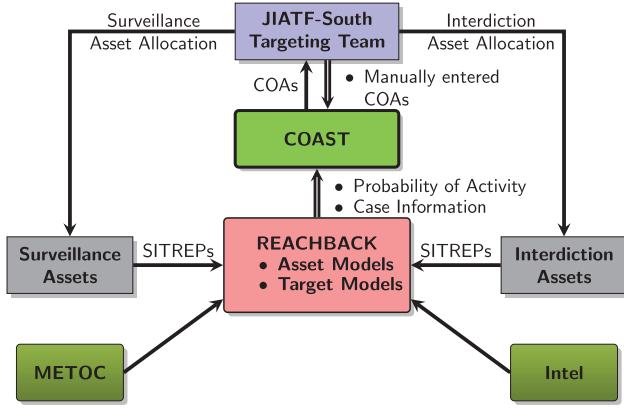 Surveillance
Asset Allocation
JIATF-South
Targeting Team
Interdiction
Asset Allocation
COAs
● Manually entered
COAs
COAST
● Probability of Activity
● Case Information
Surveillance
Assets
SITREPs
REACHBACK
● Asset Models
● Target Models
SITREPs
Interdiction
Assets
METOC
Intel